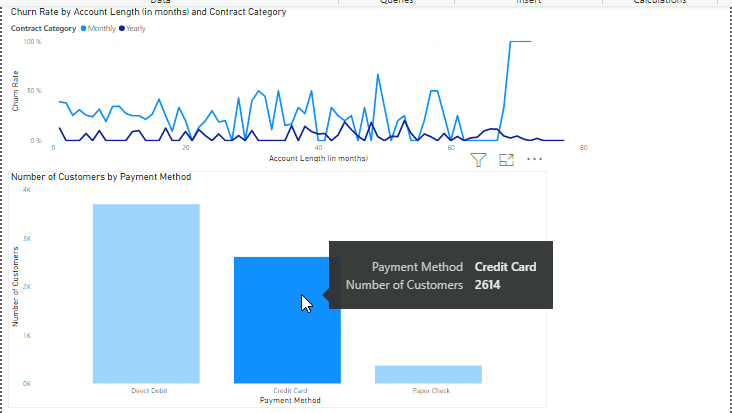 Data Queries Insert Calculations
Churn Rate by Account Length (in months) and Contract Category
Contract Category Monthly Yearly
100 %
50 %
0 %
Churn Rate
0 20 40 60 80
Account Length (in months)
Number of Customers by Payment Method
4K
3K
2K
1K
0K
Number of Customers
Payment Method Credit Card
Number of Customers 2614
Direct Debit Credit Card Paper Check
Payment Method